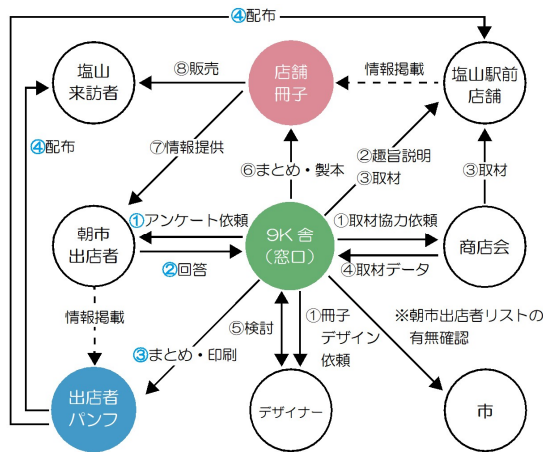 ④配布
塩山
来訪者
⑧販売
店舗
冊子
情報掲載
塩山駅前
店舗
④配布
⑦情報提供
②趣旨説明
③取材
③取材
⑥まとめ・製本
①アンケート依頼
朝市
出店者
9K舎
(窓口)
①取材協力依頼
商店会
②回答
④取材データ
情報掲載
⑤検討
①冊子
デザイン
依頼
※朝市出店者リストの
有無確認
③まとめ・印刷
出店者
パンフ
デザイナー
市